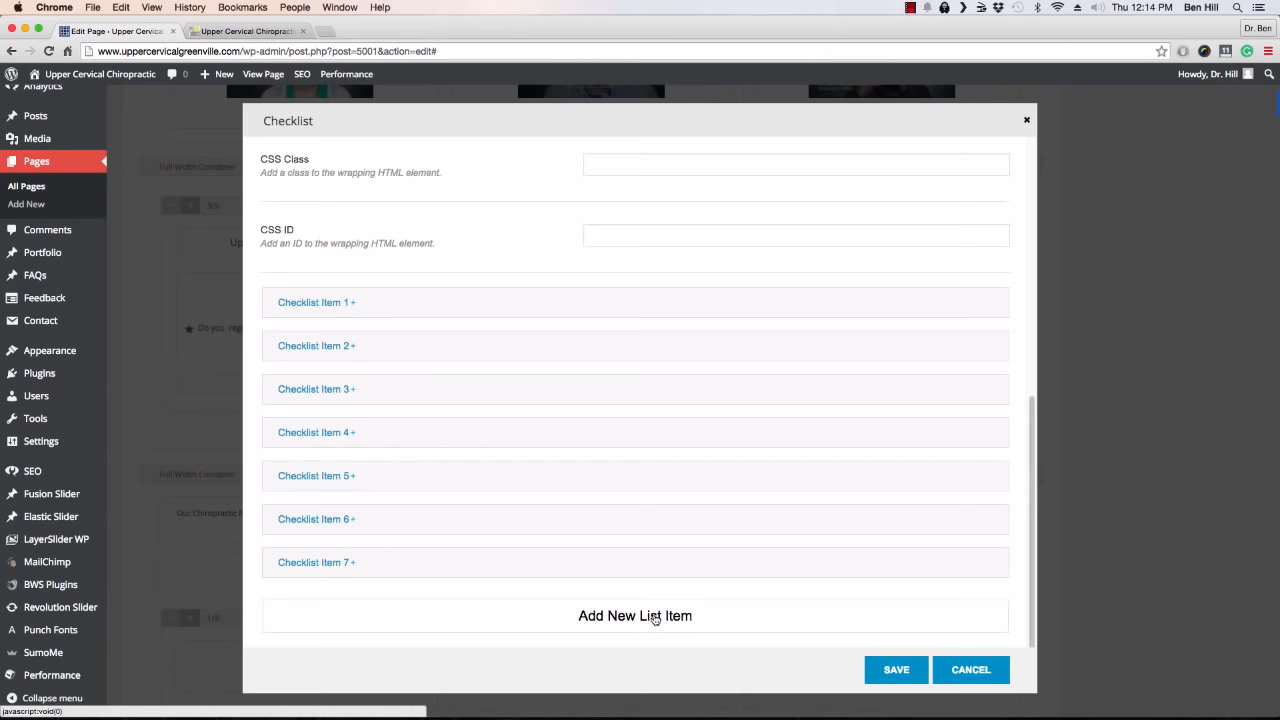 Chrome File Edit View History Bookmarks People Window Help
Thu 12:14 PM Ben Hill
Edit Page ‹ Upper Cervical
Upper Cervical Chiropract
Dr. Ben
www.uppercervicalgreenville.com/wp-admin/post.php?post=5001&action=edit#
Upper Cervical Chiropractic 0 New View Page SEO Performance
Howdy, Dr. Hill
Analytics
Posts
Media
Pages
All Pages
Add New
Comments
Portfolio
FAQs
Feedback
Contact
Appearance
Plugins
Users
Tools
Settings
SEO
Fusion Slider
Elastic Slider
LayerSlider WP
MailChimp
BWS Plugins
Revolution Slider
Punch Fonts
SumoMe
Performance
Collapse menu
javascript:void(0)
Full Width Container
3/5
Up
Do you
Full Width Container
Our Chiropractic
1/5
Checklist
CSS Class
Add a class to the wrapping HTML element.
CSS ID
Add an ID to the wrapping HTML element.
Checklist Item 1 +
Checklist Item 2 +
Checklist Item 3 +
Checklist Item 4 +
Checklist Item 5 +
Checklist Item 6 +
Checklist Item 7 +
Add New List Item
SAVE CANCEL